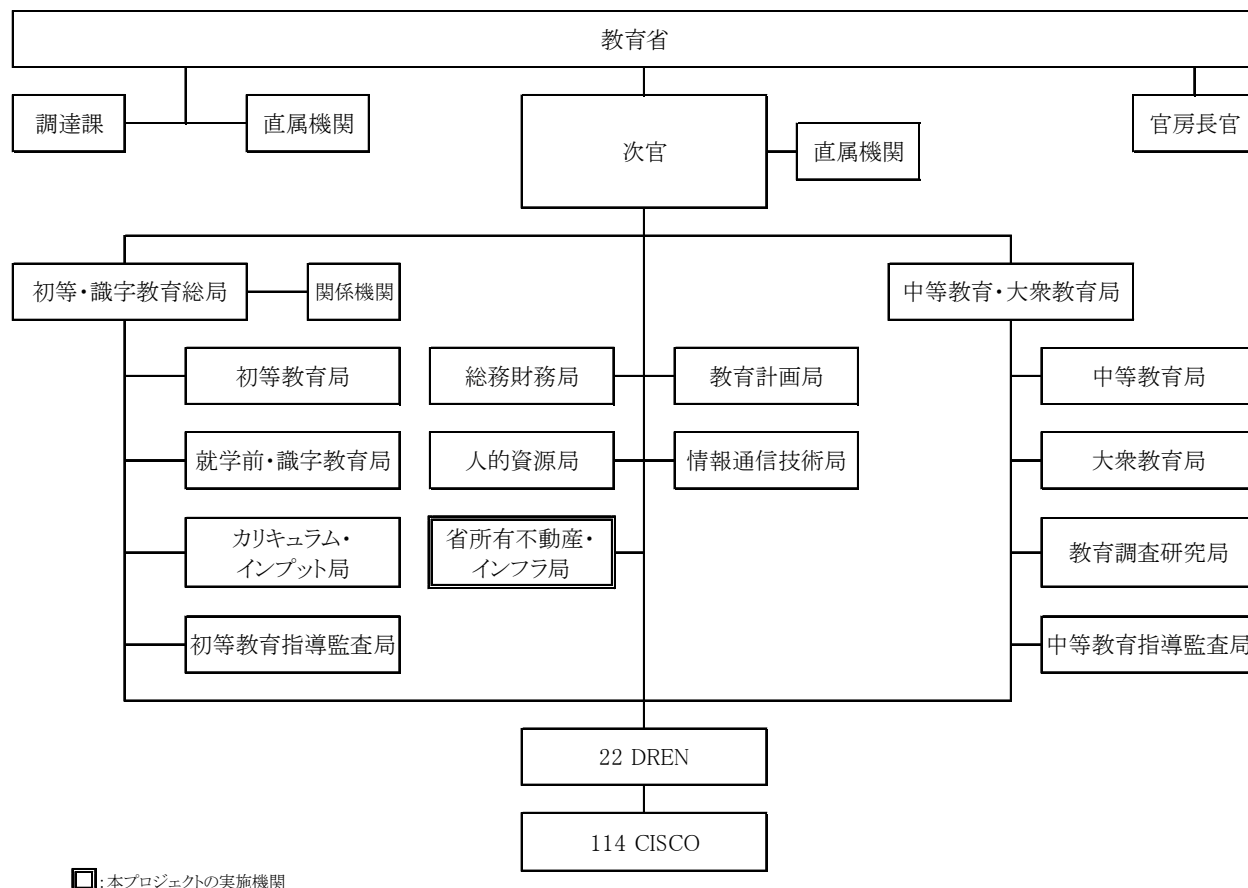 教育省
調達課
直属機関
次官
直属機関
官房長官
初等・識字教育総局
関係機関
中等教育・大衆教育局
初等教育局
総務財務局
教育計画局
中等教育局
就学前・識字教育局
人的資源局
情報通信技術局
大衆教育局
カリキュラム・
インプット局
省所有不動産・
インフラ局
教育調査研究局
初等教育指導監査局
中等教育指導監査局
22 DREN
114 CISCO
:本プロジェクトの実施機関